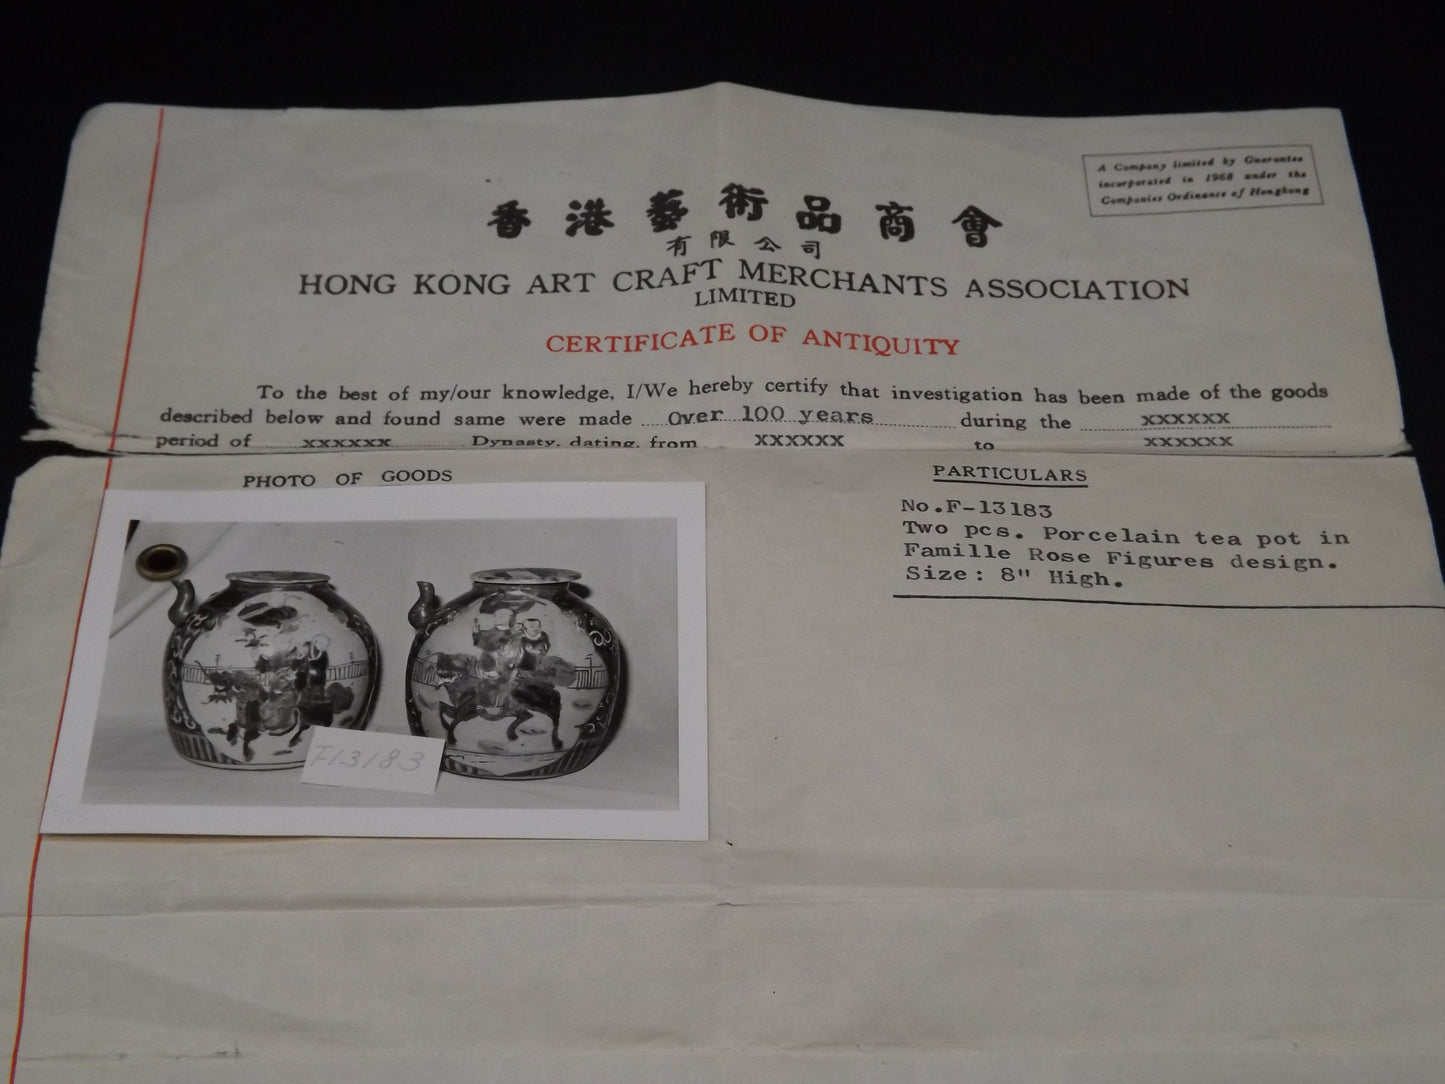 A Company limited by Guarantee
incorporated in 1968 under the
Companies Ordinance of Hongkong
香港藝術品商會
有限公司
HONG KONG ART CRAFT MERCHANTS ASSOCIATION
LIMITED
CERTIFICATE OF ANTIQUITY
To the best of my/our knowledge, I/We hereby certify that investigation has been made of the goods
described below and found same were made Over 100 years during the xxxxxx
period of xxxxxx Dynasty, dating, from xxxxxx to xxxxxx
PHOTO OF GOODS
F13183
PARTICULARS
No.F-13183
Two pcs. Porcelain tea pot in
Famille Rose Figures design.
Size: 8" High.